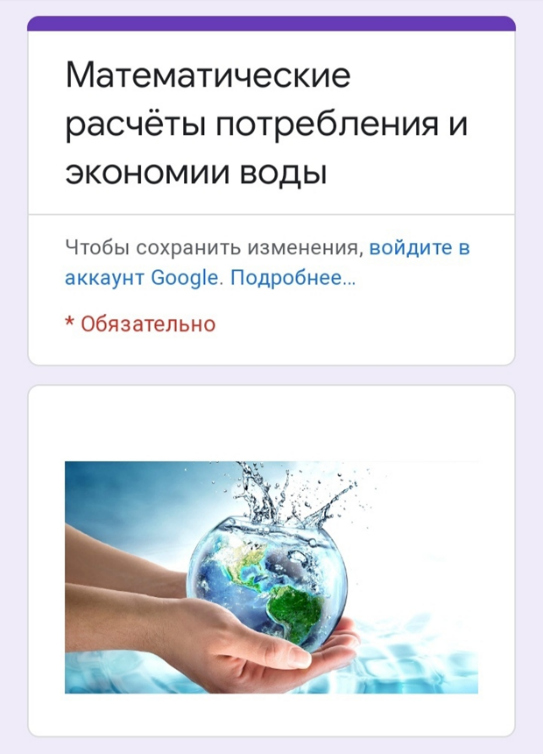 Математические
расчёты потребления и
экономии воды
Чтобы сохранить изменения, войдите в
аккаунт Google. Подробнее…
* Обязательно